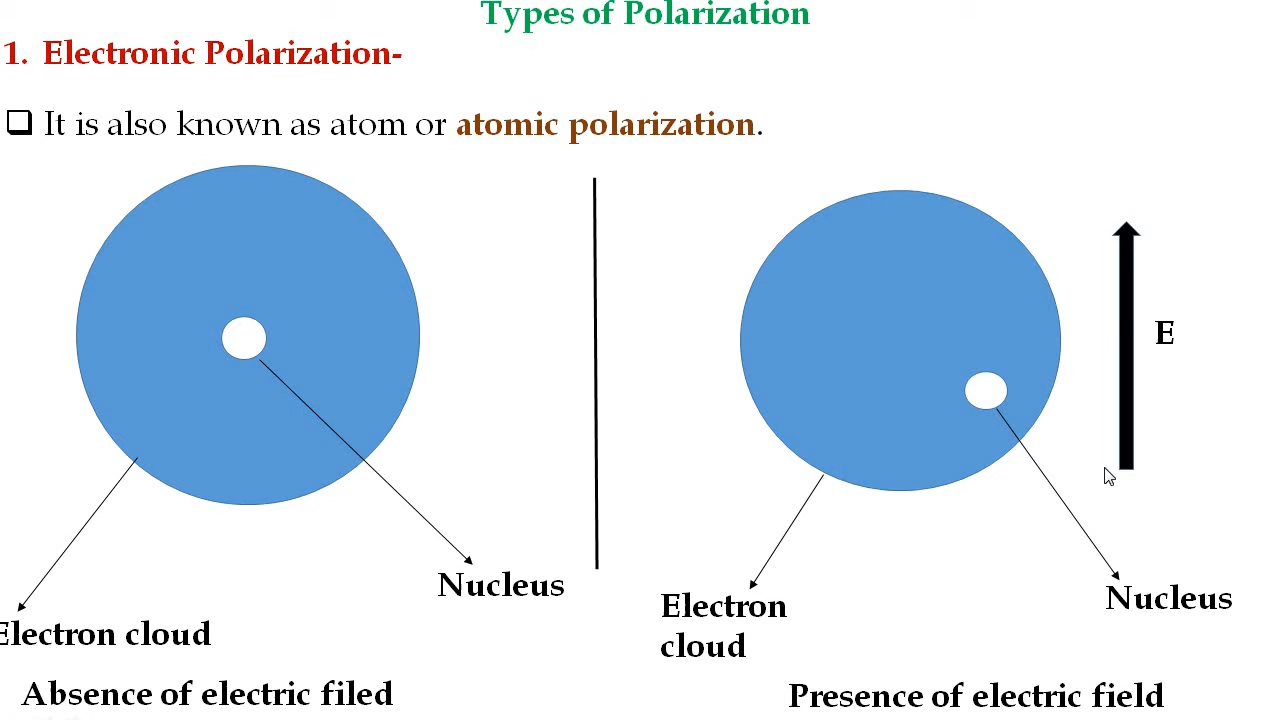 Types of Polarization
1. Electronic Polarization-
It is also known as atom or atomic polarization.
E
Nucleus
Electron cloud
Electron
cloud
Nucleus
Absence of electric filed
Presence of electric field